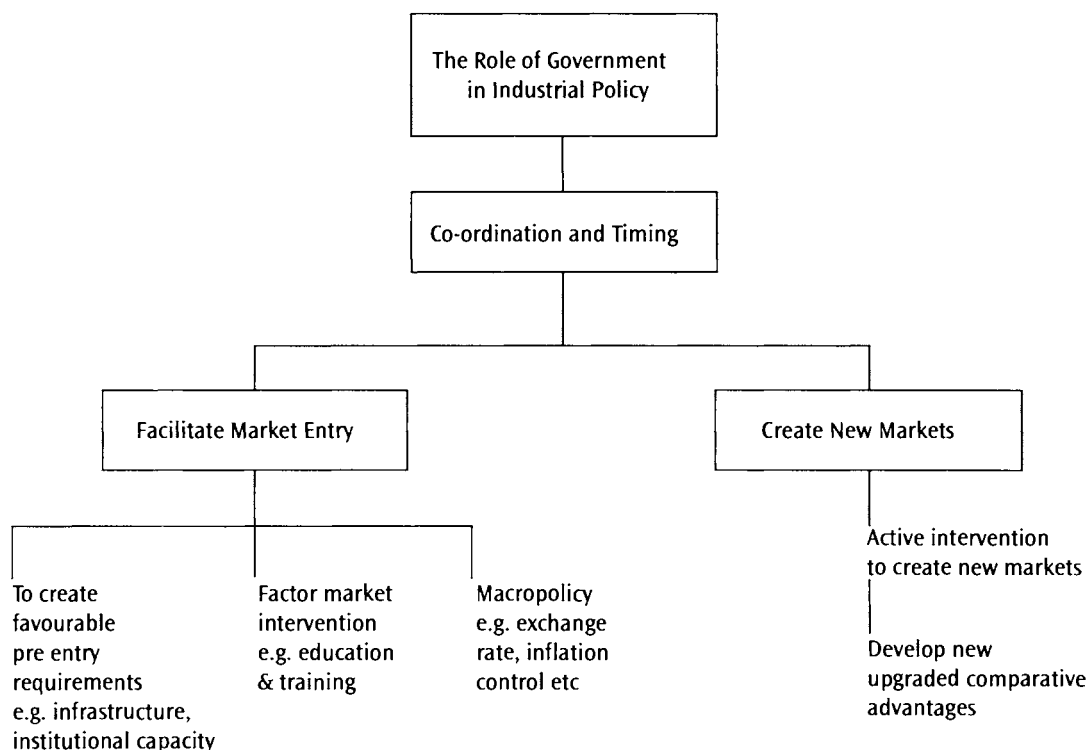 The Role of Government
in Industrial Policy
Co-ordination and Timing
Facilitate Market Entry
Create New Markets
To create
favourable
pre entry
requirements
e.g. infrastructure,
institutional capacity
Factor market
intervention
e.g. education
& training
Macropolicy
e.g. exchange
rate, inflation
control etc
Active intervention
to create new markets
Develop new
upgraded comparative
advantages